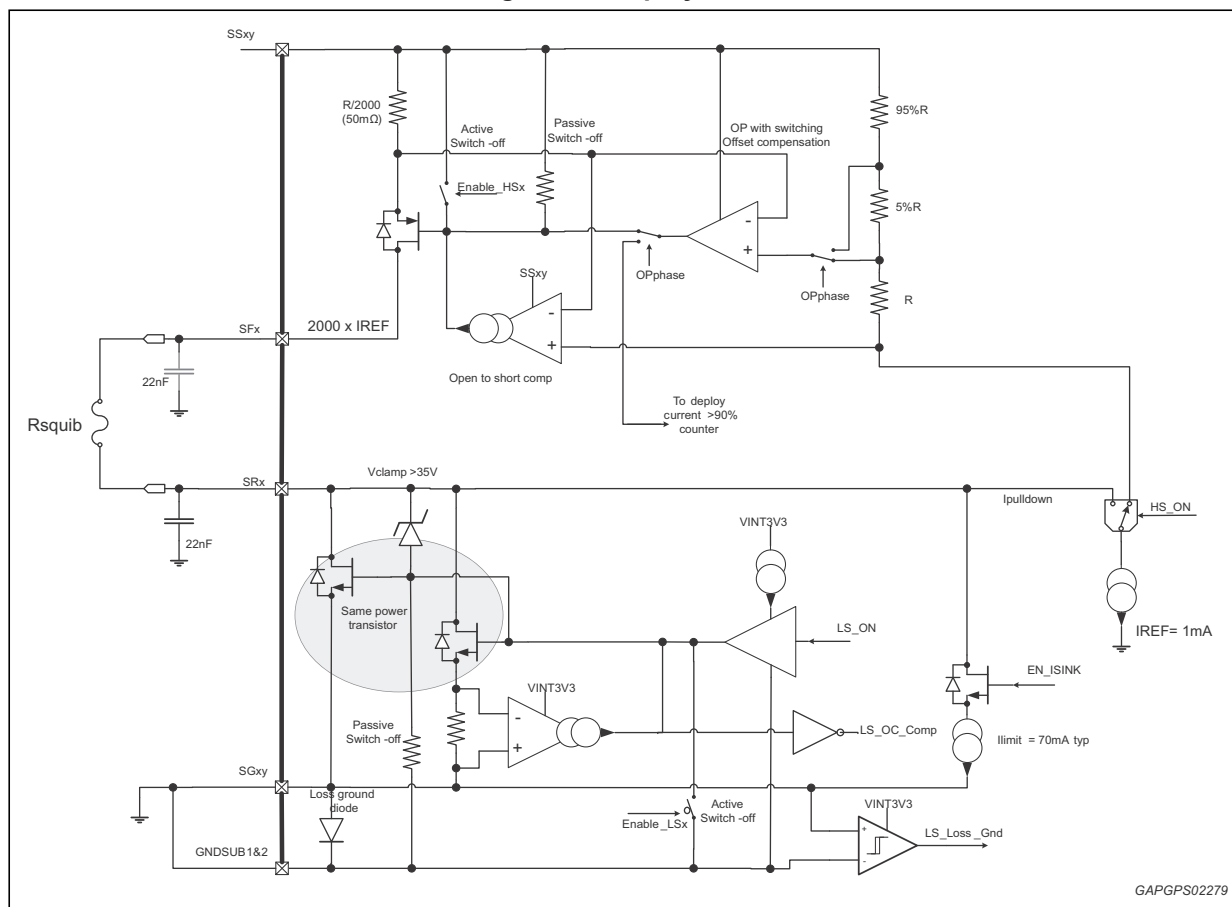 SSxy
R/2000
(50mΩ)
Active
Switch -off
Passive
Switch -off
OP with switching
Offset compensation
95%R
Enable_HSx
5%R
-
+
OPphase
OPphase
SSxy
R
-
+
SFx
2000 x IREF
Open to short comp
22nF
To deploy
current >90%
counter
Rsquib
Vclamp >35V
SRx
Ipulldown
VINT3V3
HS_ON
22nF
Same power
transistor
LS_ON
IREF= 1mA
EN_ISINK
VINT3V3
-
+
Passive
Switch -off
LS_OC_Comp
Ilimit = 70mA typ
SGxy
Loss ground
diode
Active
Switch -off
Enable_LSx
VINT3V3
+
-
LS_Loss_Gnd
GNDSUB1&2
GAPGPS02279